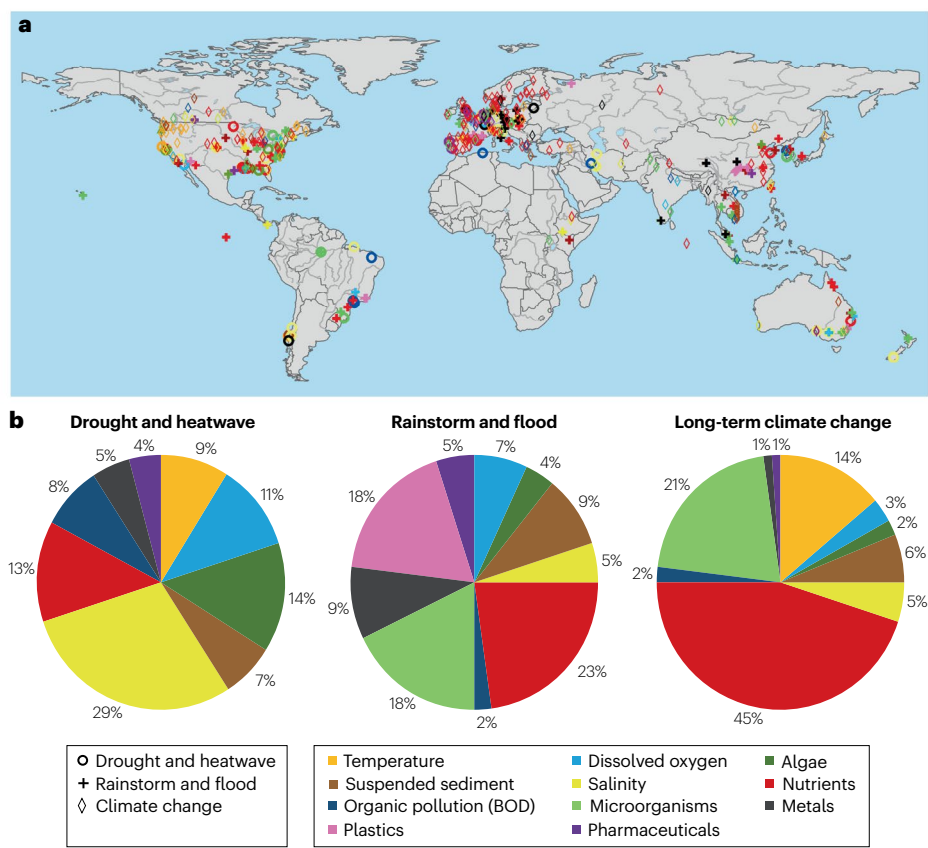 a
b
Drought and heatwave
Rainstorm and flood
Long-term climate change
4%
9%
11%
14%
7%
29%
13%
8%
5%
5%
7%
4%
9%
5%
23%
2%
18%
9%
18%
1%
1%
14%
3%
2%
6%
5%
45%
2%
21%
Drought and heatwave
Rainstorm and flood
Climate change
Temperature
Dissolved oxygen
Algae
Suspended sediment
Salinity
Nutrients
Organic pollution (BOD)
Microorganisms
Metals
Plastics
Pharmaceuticals